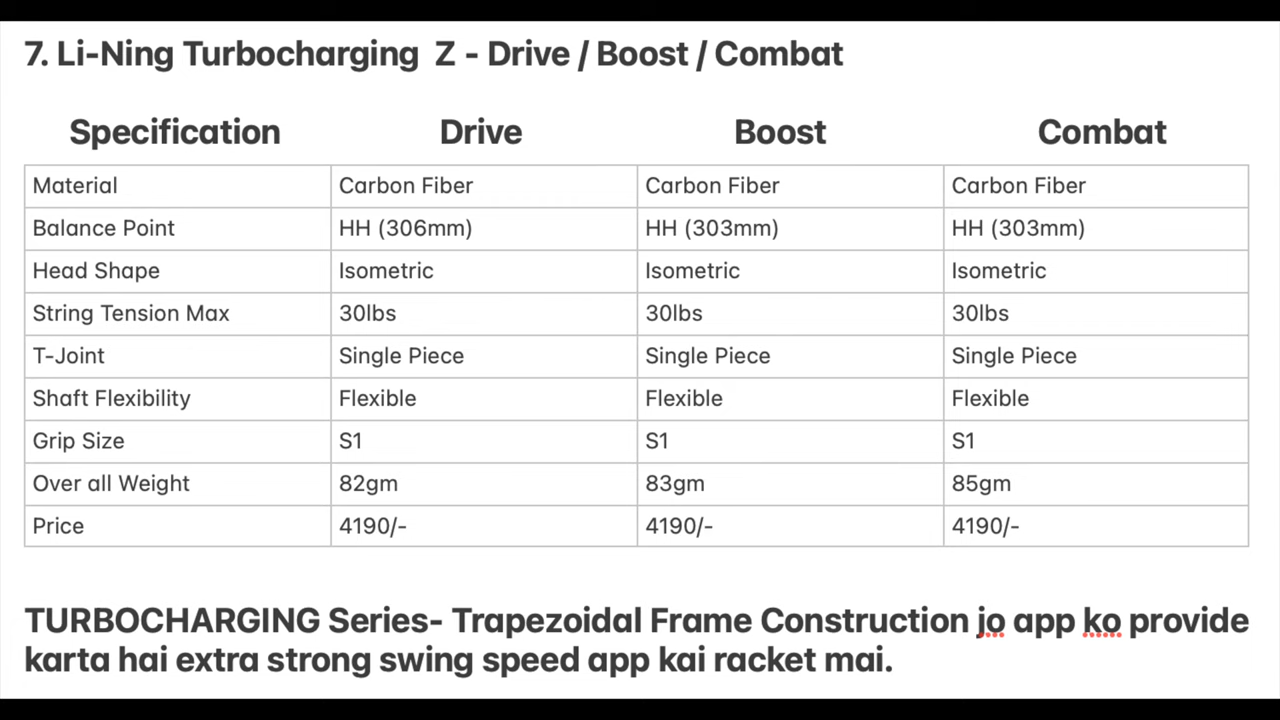 7. Li-Ning Turbocharging Z - Drive / Boost / Combat
Specification Drive Boost Combat
Material Carbon Fiber Carbon Fiber Carbon Fiber
Balance Point HH (306mm) HH (303mm) HH (303mm)
Head Shape Isometric Isometric Isometric
String Tension Max 30lbs 30lbs 30lbs
T-Joint Single Piece Single Piece Single Piece
Shaft Flexibility Flexible Flexible Flexible
Grip Size S1 S1 S1
Over all Weight 82gm 83gm 85gm
Price 4190/- 4190/- 4190/-
TURBOCHARGING Series- Trapezoidal Frame Construction jo app ko provide
karta hai extra strong swing speed app kai racket mai.